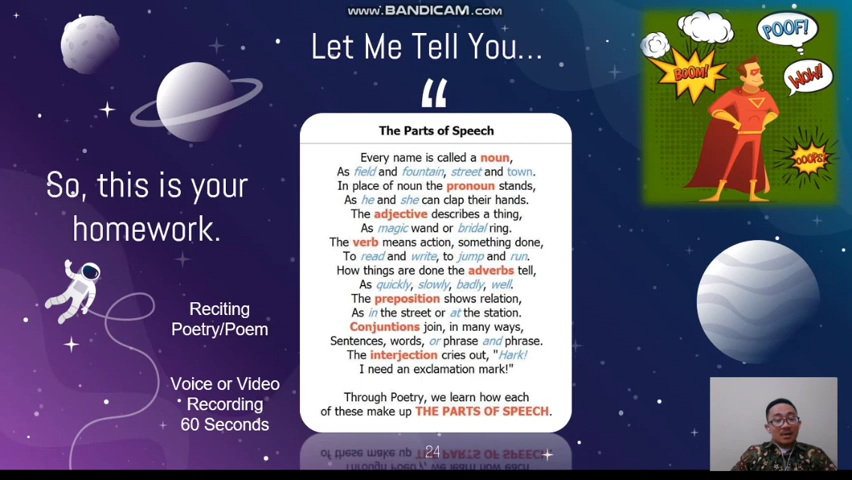 www.BANDICAM.com
Let Me Tell You...
POOF!
BOOM!
WOW!
OOOPS!
“
The Parts of Speech
Every name is called a noun,
As field and fountain, street and town.
In place of noun the pronoun stands,
As he and she can clap their hands.
The adjective describes a thing,
As magic wand or bridal ring.
The verb means action, something done,
To read and write, to jump and run.
How things are done the adverbs tell,
As quickly, slowly, badly, well.
The preposition shows relation,
As in the street or at the station.
Conjuntions join, in many ways,
Sentences, words, or phrase and phrase.
The interjection cries out, "Hark!
I need an exclamation mark!"
Through Poetry, we learn how each
of these make up THE PARTS OF SPEECH.
So, this is your
homework.
Reciting
Poetry/Poem
Voice or Video
Recording
60 Seconds
24